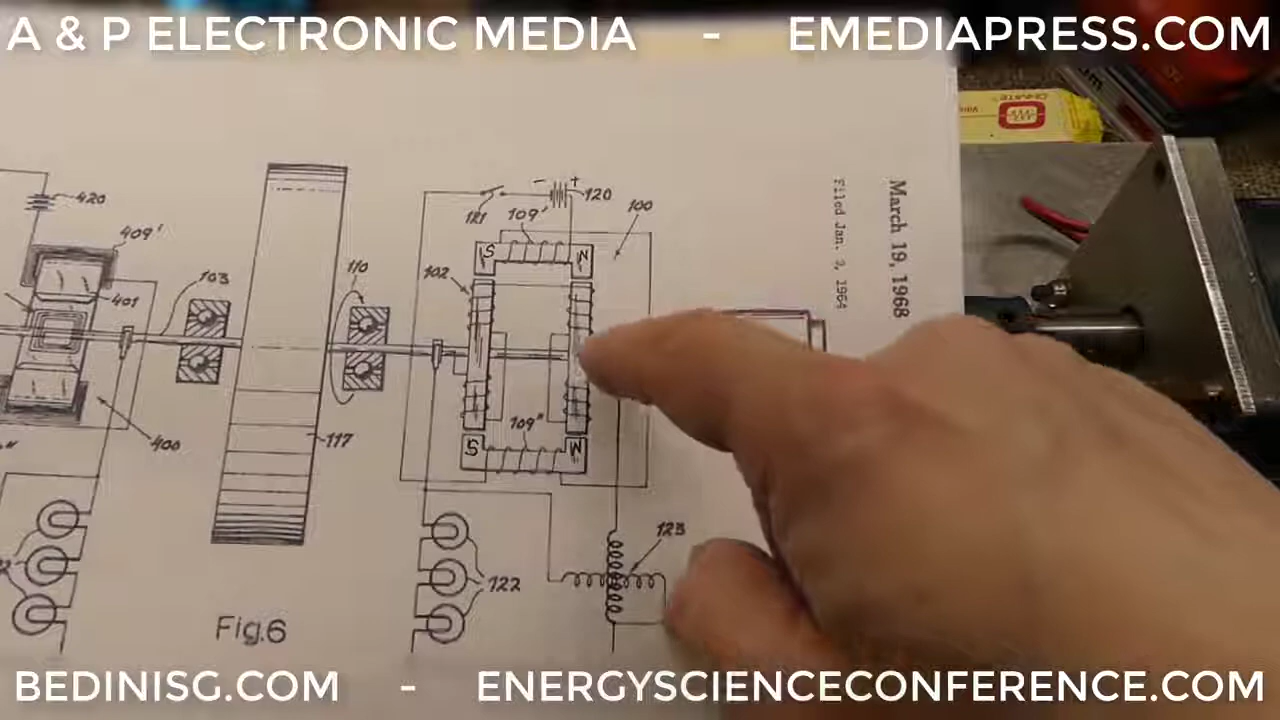 A & P ELECTRONIC MEDIA - EMEDIAPRESS.COM
March 19, 1968
Filed Jan. 3, 1964
420
409'
401
103
400
117
110
102
121
109'
- +
120
100
S N
109"
S N
122
123
Fig.6
BEDINISG.COM - ENERGYSCIENCECONFERENCE.COM